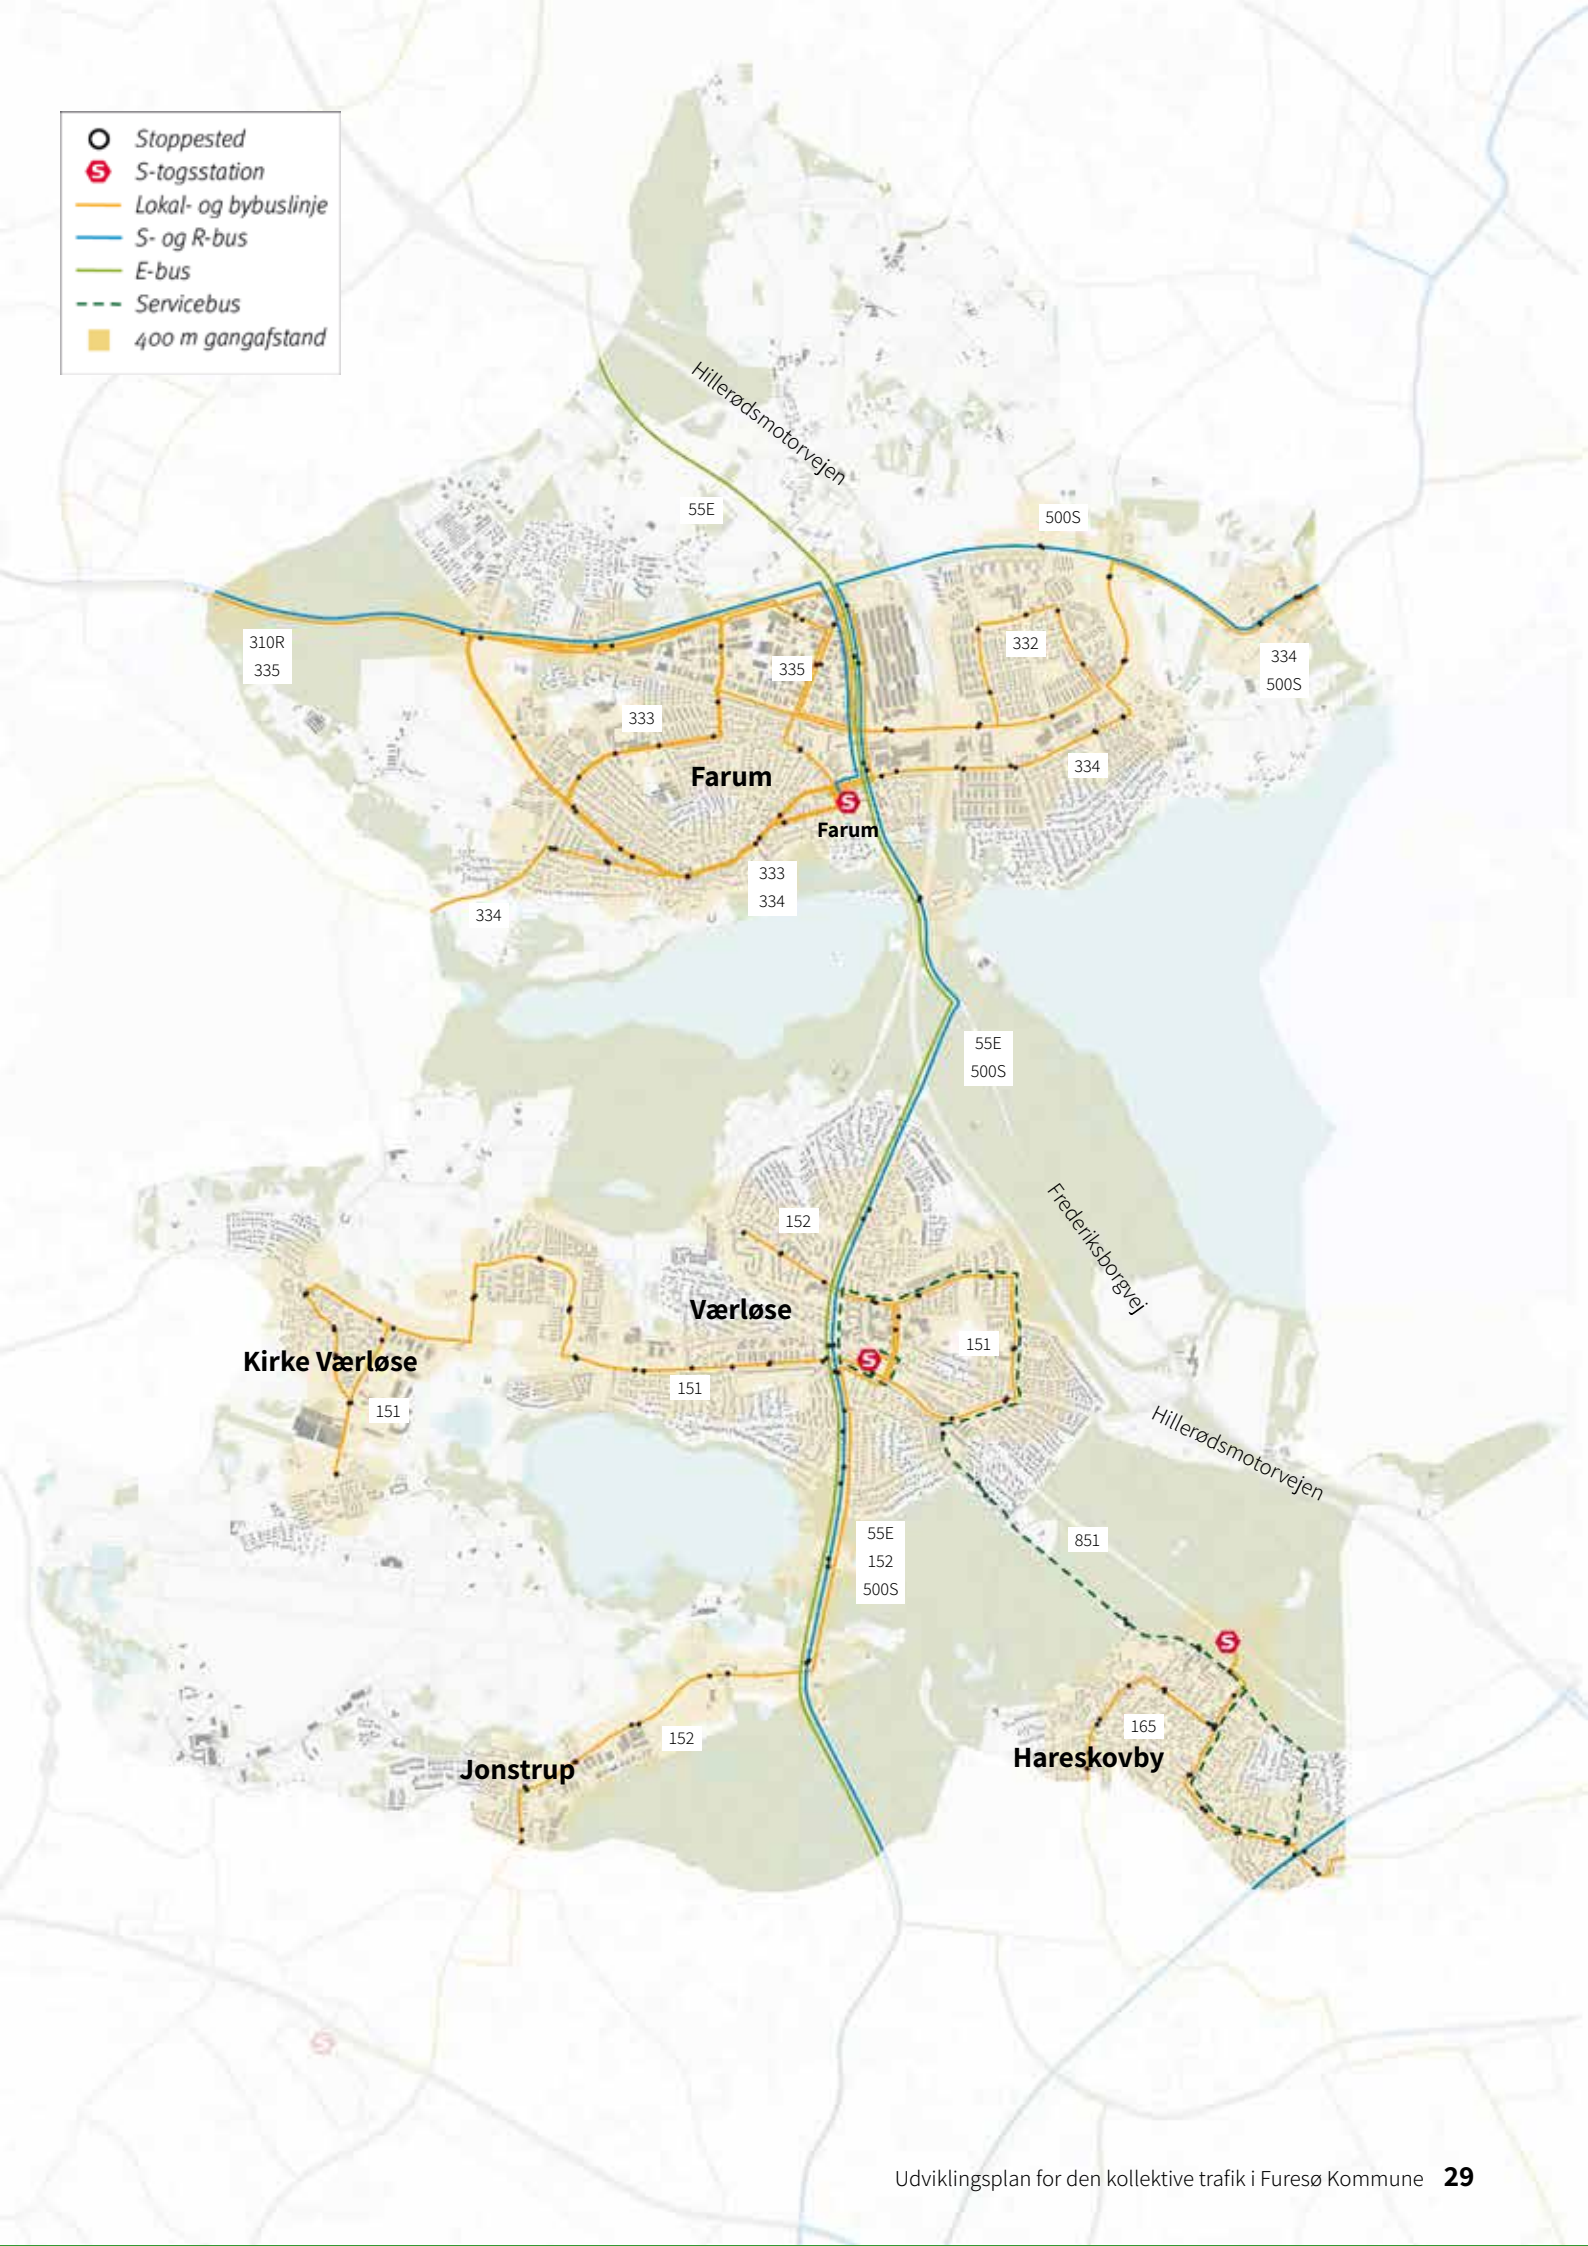 Stoppested
S
S-togsstation
Lokal- og bybuslinje
S- og R-bus
E-bus
Servicebus
400 m gangafstand
Hillerødsmotorvejen
55E
500S
310R
335
332
334
500S
335
333
Farum
334
S
Farum
333
334
334
55E
500S
152
Frederiksborgvej
Værløse
151
Kirke Værløse
S
151
151
Hillerødsmotorvejen
55E
152
500S
851
S
165
152
Hareskovby
Jonstrup
S
Udviklingsplan for den kollektive trafik i Furesø Kommune 29